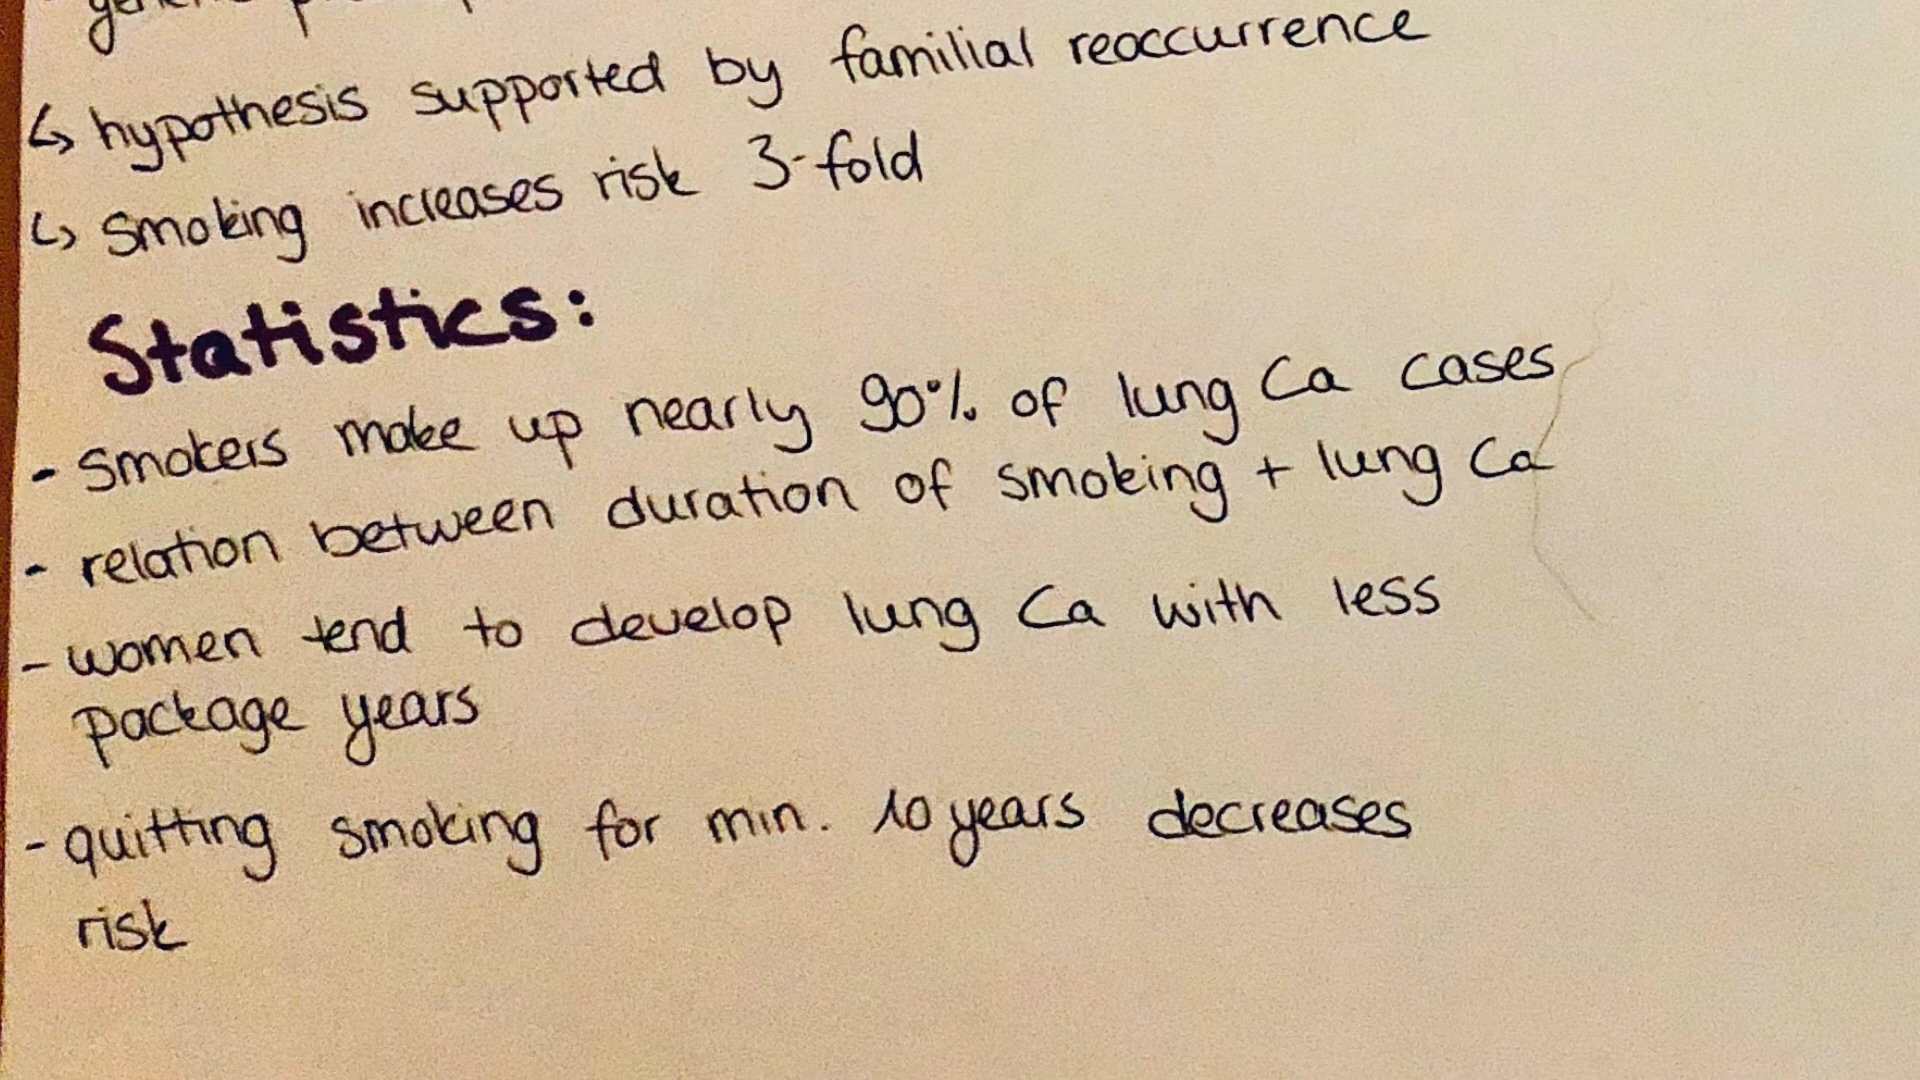 ↳ hypothesis supported by familial reoccurrence
↳ smoking increases risk 3-fold
Statistics:
- smokers make up nearly 90% of lung Ca cases
- relation between duration of smoking + lung Ca
- women tend to develop lung Ca with less
package years
- quitting smoking for min. 10 years decreases
risk